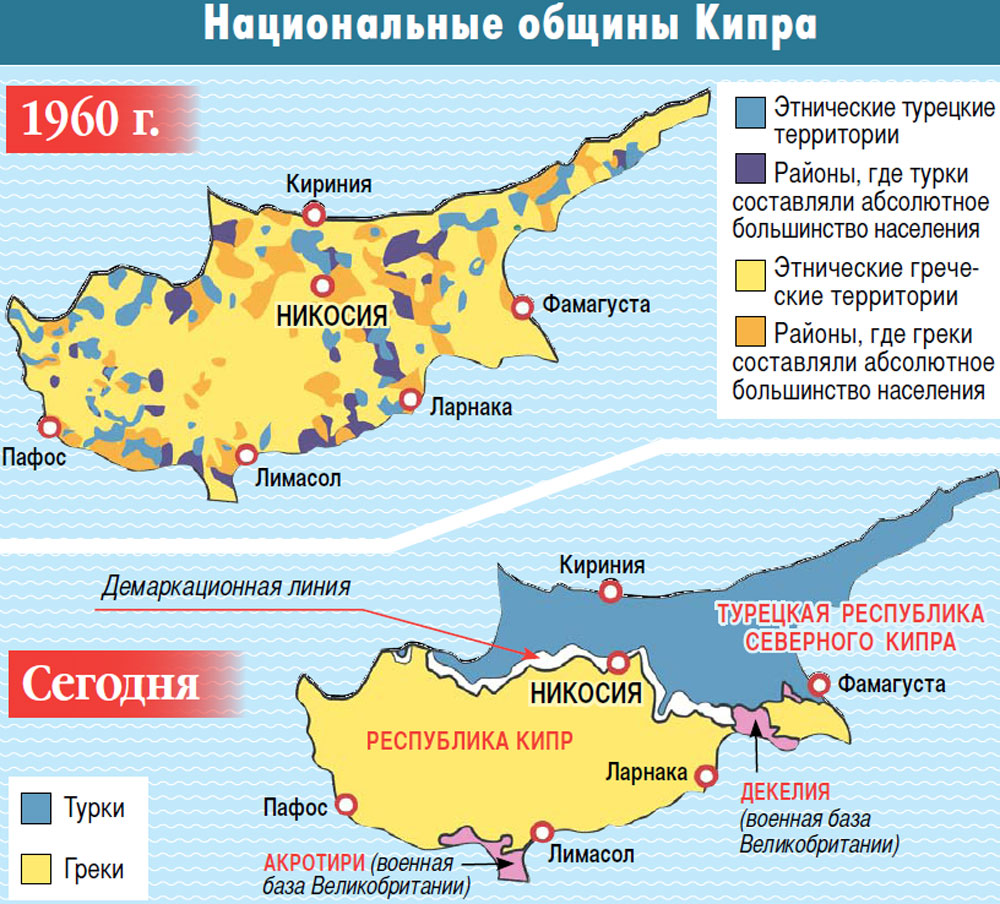 Национальные общины Кипра
1960 г.
Этнические турецкие
территории
Районы, где турки
составляли абсолютное
большинство населения
Этнические грече-
ские территории
Районы, где греки
составляли абсолютное
большинство населения
Кириния
НИКОСИЯ
Фамагуста
Ларнака
Пафос
Лимасол
Демаркационная линия
Кириния
ТУРЕЦКАЯ РЕСПУБЛИКА
СЕВЕРНОГО КИПРА
Сегодня
НИКОСИЯ
Фамагуста
РЕСПУБЛИКА КИПР
Ларнака
ДЕКЕЛИЯ
(военная база
Великобритании)
Пафос
Лимасол
АКРОТИРИ (военная
база Великобритании)
Турки
Греки